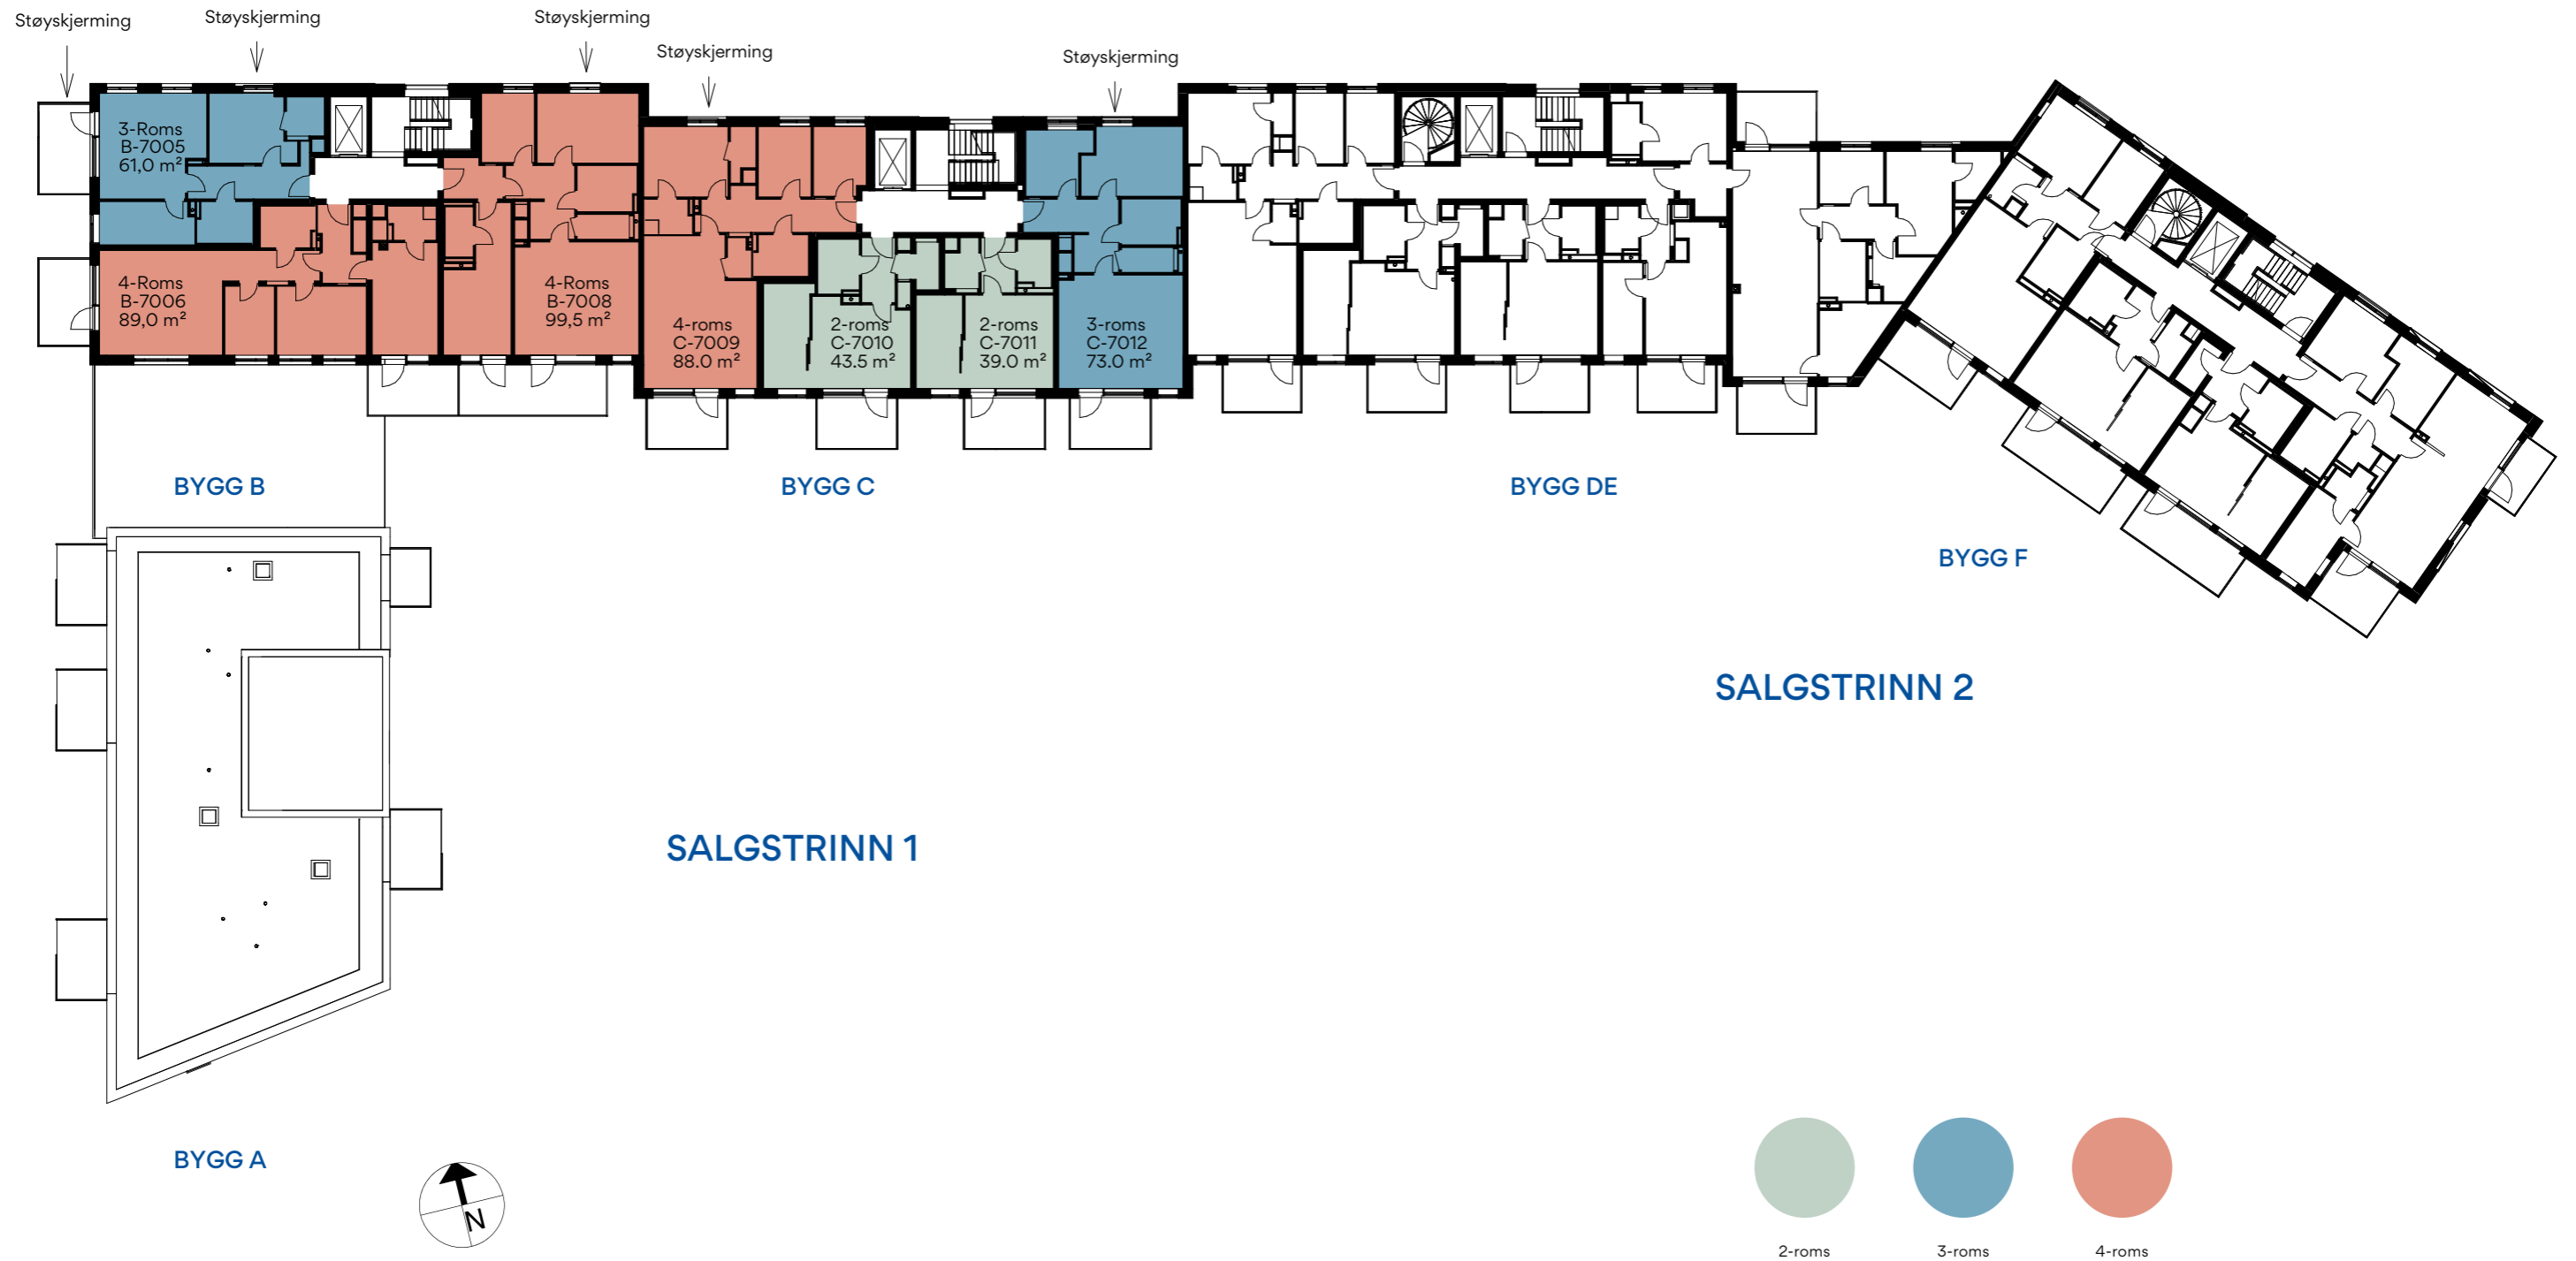 Støyskjerming
Støyskjerming
Støyskjerming
Støyskjerming
Støyskjerming
3-Roms
B-7005
61,0 m²
4-Roms
B-7006
89,0 m²
4-Roms
B-7008
99,5 m²
4-roms
C-7009
88.0 m²
2-roms
C-7010
43.5 m²
2-roms
C-7011
39.0 m²
3-roms
C-7012
73.0 m²
BYGG B
BYGG C
BYGG DE
BYGG F
SALGSTRINN 2
SALGSTRINN 1
BYGG A
N
2-roms
3-roms
4-roms